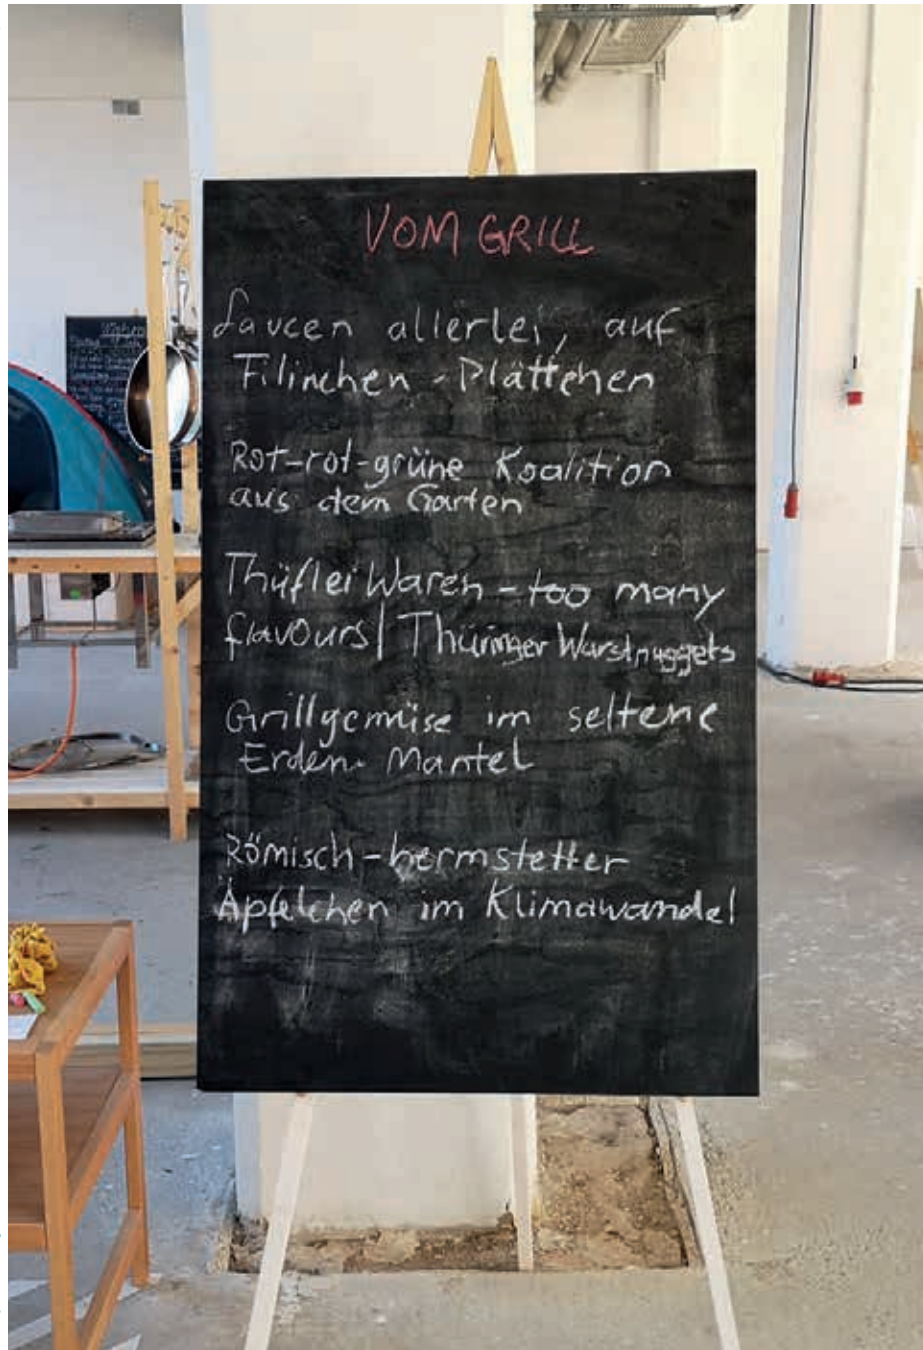 VOM GRILL
Saucen allerlei, auf
Filinchen - Plättchen
Rot-rot-grüne Koalition
aus dem Garten
Thüflei Waren - too many
flavours / Thüringer Wurstnuggets
Grillgemüse im seltene
Erden-Mantel
Römisch-hermstetter
Äpfelchen im Klimawandel